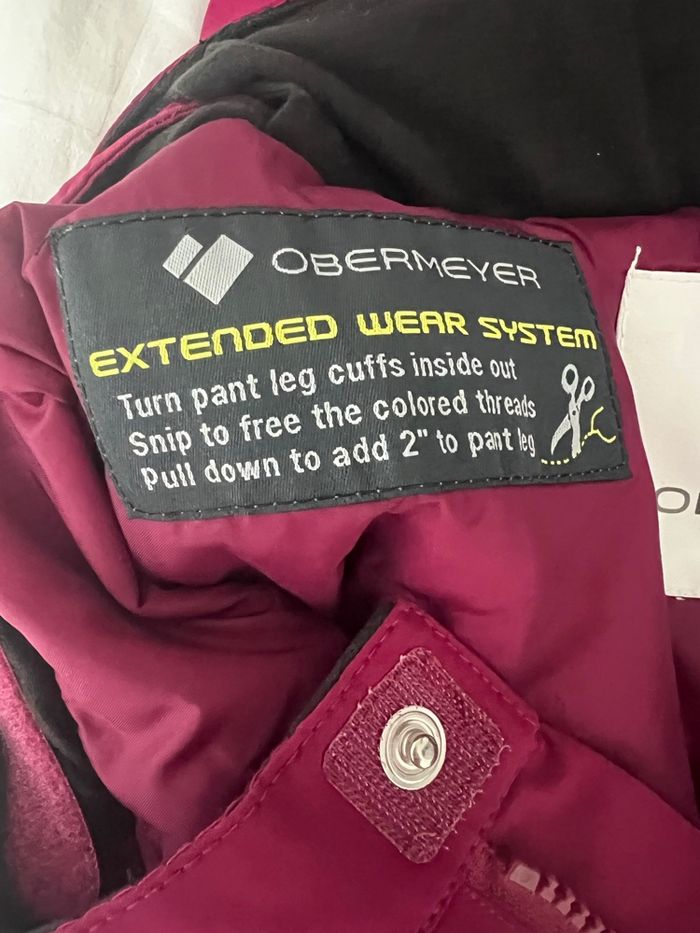 OBERMEYER
EXTENDED WEAR SYSTEM
Turn pant leg cuffs inside out
Snip to free the colored threads
Pull down to add 2" to pant leg